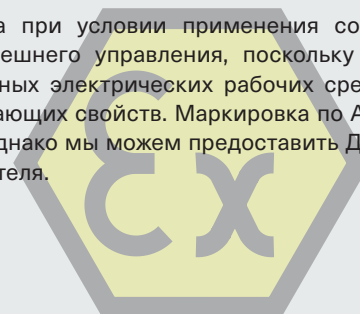 а при условии применения со
ешнего управления, поскольку
ных электрических рабочих сре
ающих свойств. Маркировка по А
днако мы можем предоставить Д
теля.
Ex